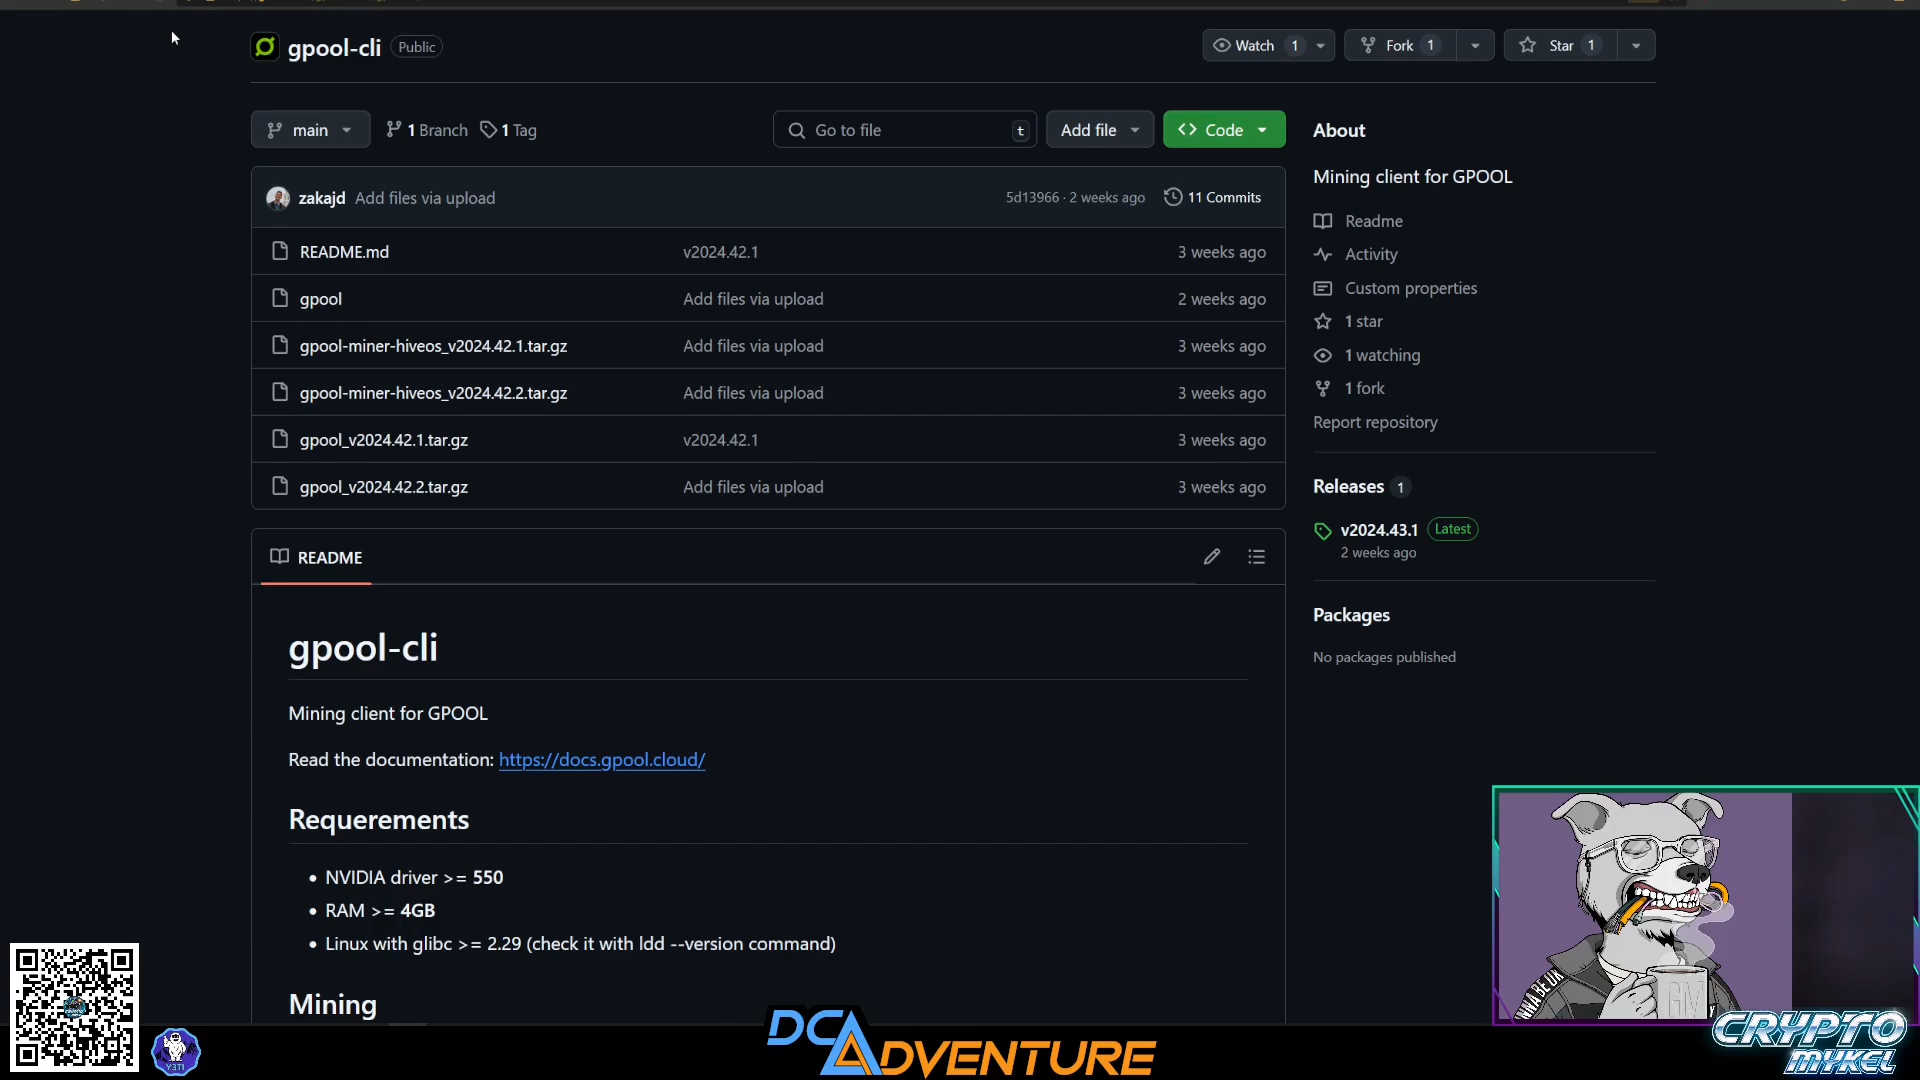 gpool-cli Public
Watch 1 Fork 1 Star 1
main 1 Branch 1 Tag Go to file t Add file Code
zakajd Add files via upload 5d13966 · 2 weeks ago 11 Commits
README.md v2024.42.1 3 weeks ago
gpool Add files via upload 2 weeks ago
gpool-miner-hiveos_v2024.42.1.tar.gz Add files via upload 3 weeks ago
gpool-miner-hiveos_v2024.42.2.tar.gz Add files via upload 3 weeks ago
gpool_v2024.42.1.tar.gz v2024.42.1 3 weeks ago
gpool_v2024.42.2.tar.gz Add files via upload 3 weeks ago
README
gpool-cli
Mining client for GPOOL
Read the documentation: https://docs.gpool.cloud/
Requerements
• NVIDIA driver >= 550
• RAM >= 4GB
• Linux with glibc >= 2.29 (check it with ldd --version command)
Mining
About
Mining client for GPOOL
Readme
Activity
Custom properties
1 star
1 watching
1 fork
Report repository
Releases 1
v2024.43.1 Latest
2 weeks ago
Packages
No packages published
YETI
DCADVENTURE
CRYPTO
MYKEL